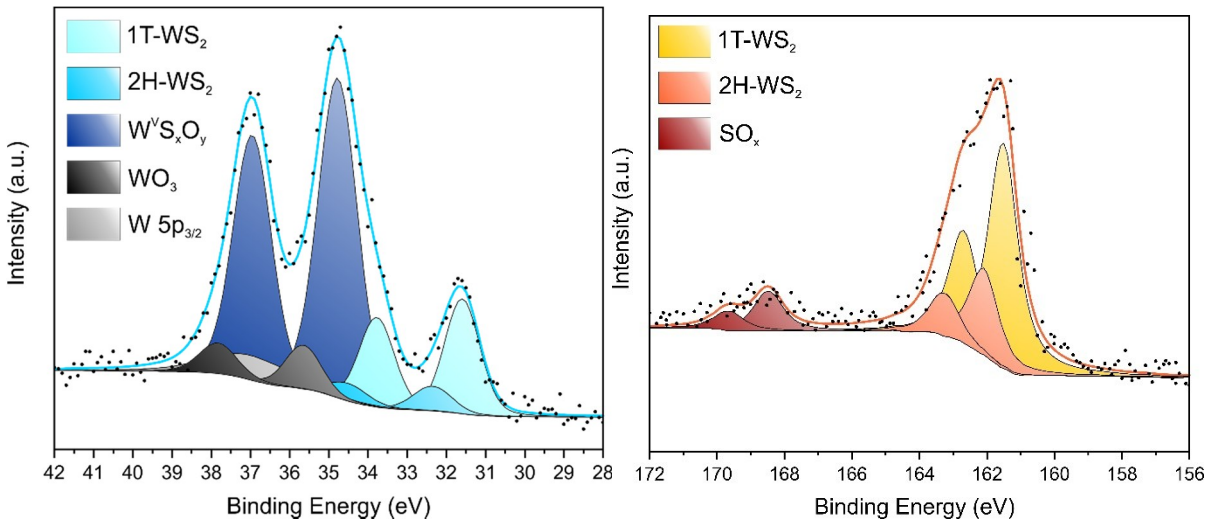 1T-WS₂
2H-WS₂
WⱽSₓOᵧ
WO₃
W 5p₃/₂
Intensity (a.u.)
42 41 40 39 38 37 36 35 34 33 32 31 30 29 28
Binding Energy (eV)
1T-WS₂
2H-WS₂
SOₓ
Intensity (a.u.)
172 170 168 166 164 162 160 158 156
Binding Energy (eV)